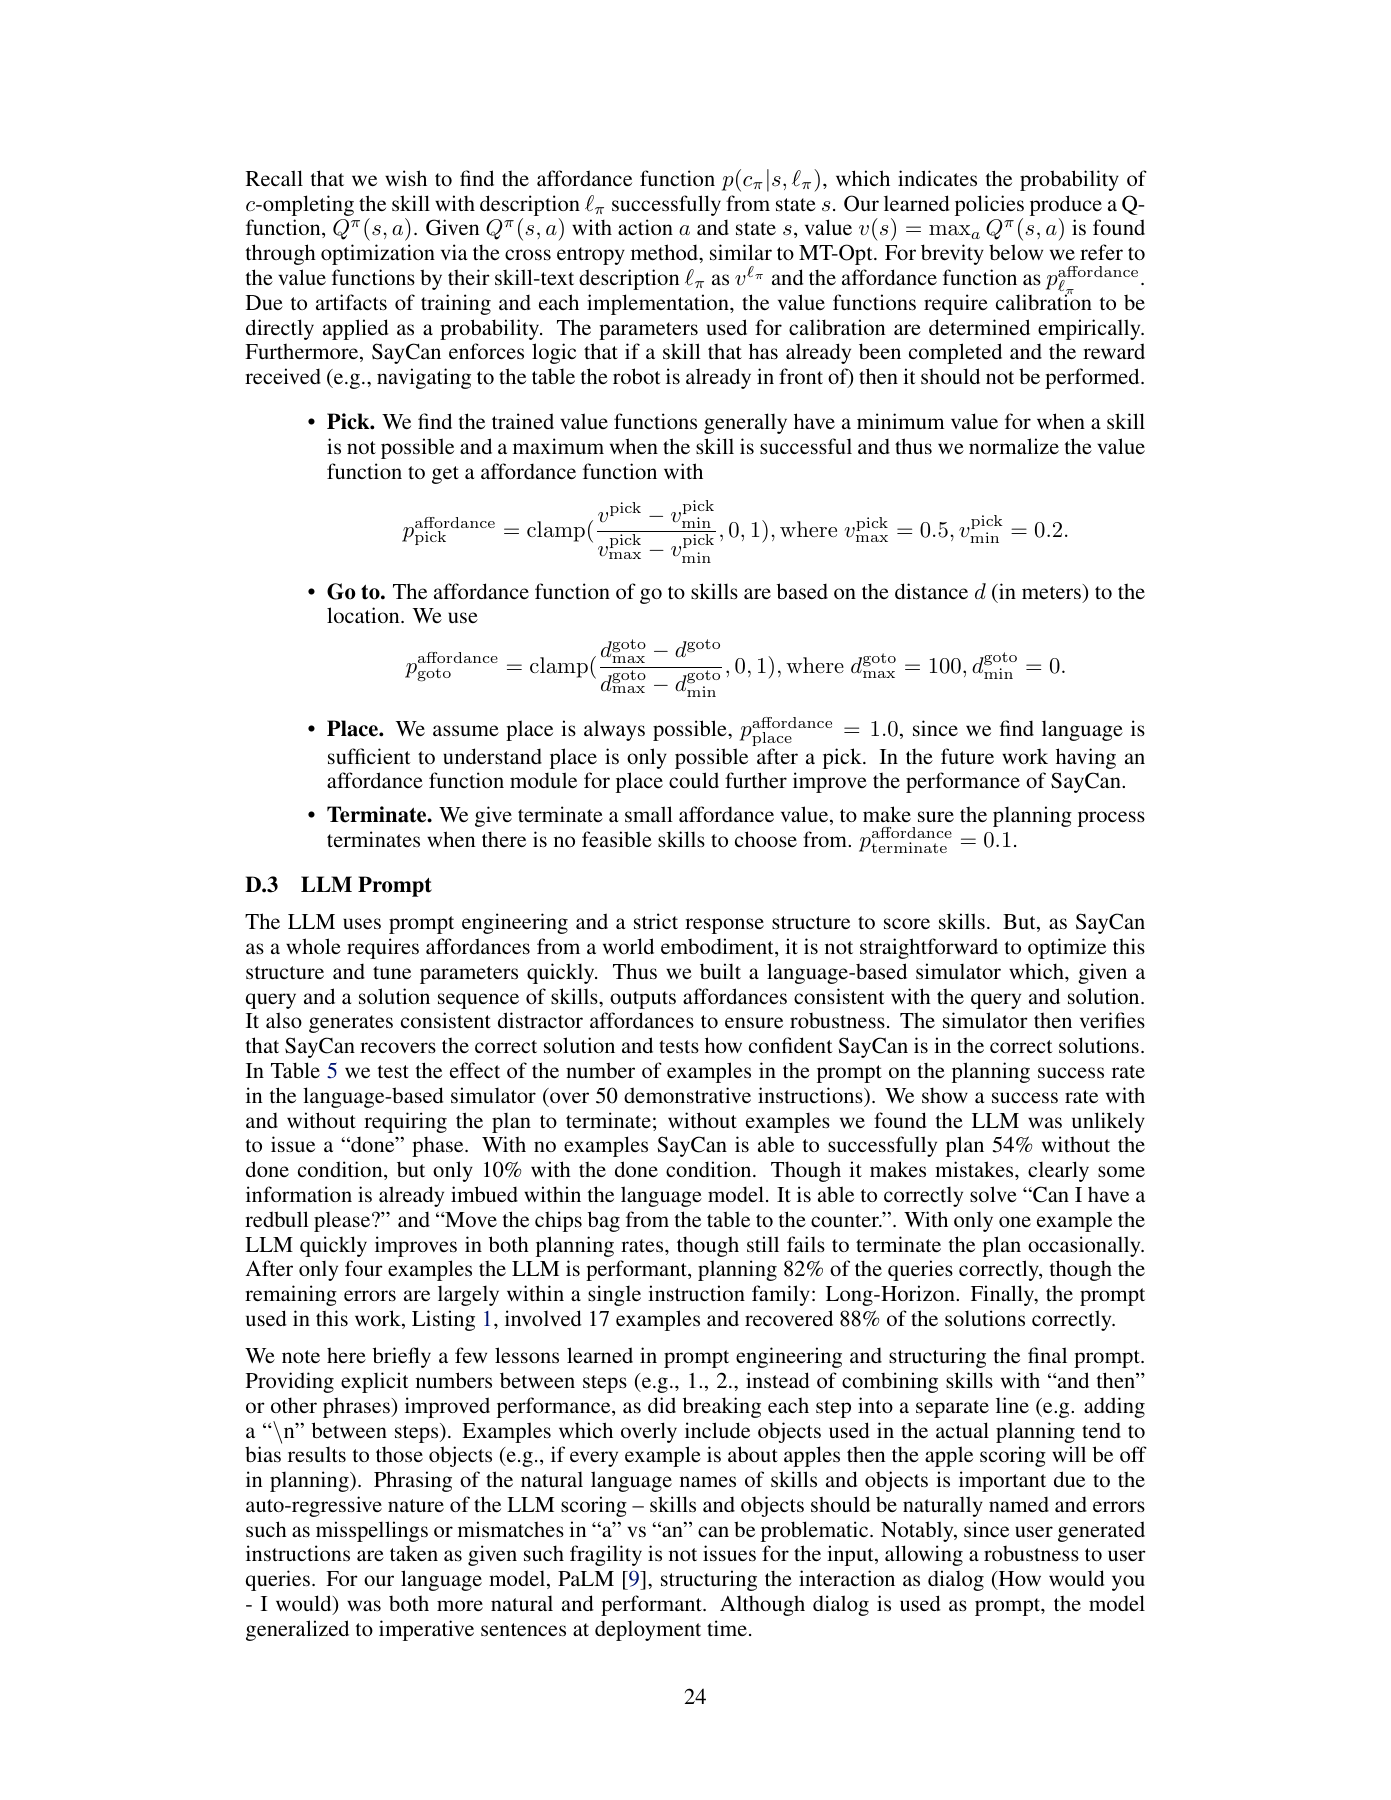 Recall that we wish to find the affordance function p(c_π|s, ℓ_π), which indicates the probability of
c-ompleting the skill with description ℓ_π successfully from state s. Our learned policies produce a Q-
function, Q^π(s, a). Given Q^π(s, a) with action a and state s, value v(s) = max_a Q^π(s, a) is found
through optimization via the cross entropy method, similar to MT-Opt. For brevity below we refer to
the value functions by their skill-text description ℓ_π as v^{ℓ_π} and the affordance function as p_{ℓ_π}^{affordance}.
Due to artifacts of training and each implementation, the value functions require calibration to be
directly applied as a probability. The parameters used for calibration are determined empirically.
Furthermore, SayCan enforces logic that if a skill that has already been completed and the reward
received (e.g., navigating to the table the robot is already in front of) then it should not be performed.
• Pick. We find the trained value functions generally have a minimum value for when a skill
is not possible and a maximum when the skill is successful and thus we normalize the value
function to get a affordance function with
p_{pick}^{affordance} = clamp((v^{pick} − v_{min}^{pick})/(v_{max}^{pick} − v_{min}^{pick}), 0, 1), where v_{max}^{pick} = 0.5, v_{min}^{pick} = 0.2.
• Go to. The affordance function of go to skills are based on the distance d (in meters) to the
location. We use
p_{goto}^{affordance} = clamp((d_{max}^{goto} − d^{goto})/(d_{max}^{goto} − d_{min}^{goto}), 0, 1), where d_{max}^{goto} = 100, d_{min}^{goto} = 0.
• Place. We assume place is always possible, p_{place}^{affordance} = 1.0, since we find language is
sufficient to understand place is only possible after a pick. In the future work having an
affordance function module for place could further improve the performance of SayCan.
• Terminate. We give terminate a small affordance value, to make sure the planning process
terminates when there is no feasible skills to choose from. p_{terminate}^{affordance} = 0.1.
D.3 LLM Prompt
The LLM uses prompt engineering and a strict response structure to score skills. But, as SayCan
as a whole requires affordances from a world embodiment, it is not straightforward to optimize this
structure and tune parameters quickly. Thus we built a language-based simulator which, given a
query and a solution sequence of skills, outputs affordances consistent with the query and solution.
It also generates consistent distractor affordances to ensure robustness. The simulator then verifies
that SayCan recovers the correct solution and tests how confident SayCan is in the correct solutions.
In Table 5 we test the effect of the number of examples in the prompt on the planning success rate
in the language-based simulator (over 50 demonstrative instructions). We show a success rate with
and without requiring the plan to terminate; without examples we found the LLM was unlikely
to issue a “done” phase. With no examples SayCan is able to successfully plan 54% without the
done condition, but only 10% with the done condition. Though it makes mistakes, clearly some
information is already imbued within the language model. It is able to correctly solve “Can I have a
redbull please?” and “Move the chips bag from the table to the counter.”. With only one example the
LLM quickly improves in both planning rates, though still fails to terminate the plan occasionally.
After only four examples the LLM is performant, planning 82% of the queries correctly, though the
remaining errors are largely within a single instruction family: Long-Horizon. Finally, the prompt
used in this work, Listing 1, involved 17 examples and recovered 88% of the solutions correctly.
We note here briefly a few lessons learned in prompt engineering and structuring the final prompt.
Providing explicit numbers between steps (e.g., 1., 2., instead of combining skills with “and then”
or other phrases) improved performance, as did breaking each step into a separate line (e.g. adding
a “\n” between steps). Examples which overly include objects used in the actual planning tend to
bias results to those objects (e.g., if every example is about apples then the apple scoring will be off
in planning). Phrasing of the natural language names of skills and objects is important due to the
auto-regressive nature of the LLM scoring – skills and objects should be naturally named and errors
such as misspellings or mismatches in “a” vs “an” can be problematic. Notably, since user generated
instructions are taken as given such fragility is not issues for the input, allowing a robustness to user
queries. For our language model, PaLM [9], structuring the interaction as dialog (How would you
- I would) was both more natural and performant. Although dialog is used as prompt, the model
generalized to imperative sentences at deployment time.
24